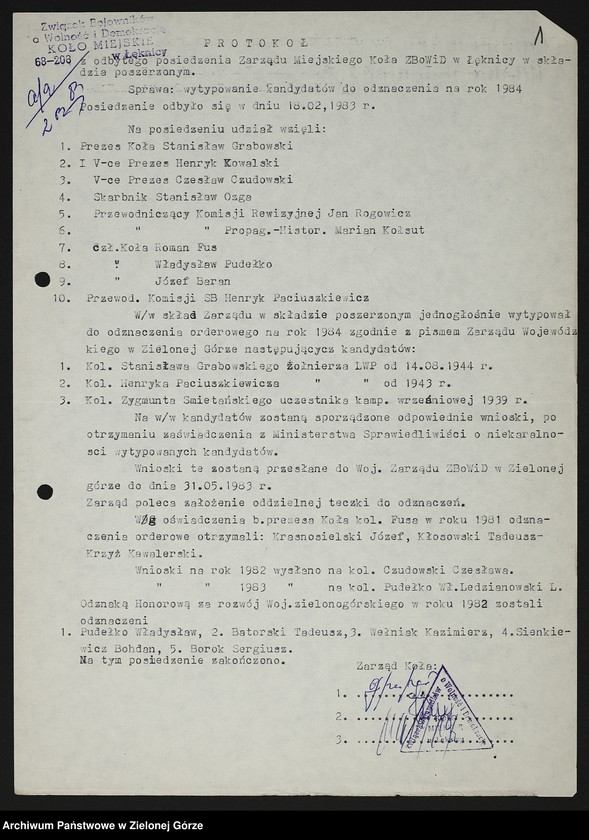 Związek Bojowników
o Wolność i Demokrację
KOŁO MIEJSKIE
w Łęknicy
68-208
1
P R O T O K O Ł
z odbytego posiedzenia Zarządu Miejskiego Koła ZBoWiD w Łęknicy w skła-
dzia poszerzonym.
Sprawa: wytypowanie kandydatów do odznaczenia na rok 1984
Posiedzenie odbyło się w dniu 18.02,1983 r.
Na posiedzeniu udział wzięli:
1. Prezes Koła Stanisław Grabowski
2. I V-ce Prezes Henryk Kowalski
3. V-ce Prezes Czesław Czudowski
4. Skarbnik Stanisław Ozga
5. Przewodniczący Komisji Rewizyjnej Jan Rogowicz
6. " " Propag.-Histor. Marian Kołsut
7. Czł.Koła Roman Fus
8. " Władysław Pudełko
9. " Józef Baran
10. Przewod. Komisji SB Henryk Paciuszkiewicz
W/w skład Zarządu w składzie poszerzonym jednogłośnie wytypował
do odznaczenia orderowego na rok 1984 zgodnie z pismem Zarządu Wojewódz
kiego w Zielonej Górze następującycz kandydatów:
1. Kol. Stanisława Grabowskiego żołnierza LWP od 14.08.1944 r.
2. Kol. Henryka Paciuszkiewicza " " od 1943 r.
3. Kol. Zygmunta Smietańskiego uczestnika kamp. wrześniowej 1939 r.
Na w/w kandydatów zostaną sporządzone odpowiednie wnioski, po
otrzymaniu zaświadczenia z Ministerstwa Sprawiedliwiści o niekaralno-
sci wytypowanych kandydatów.
Wnioski te zostaną przesłane do Woj. Zarządu ZBoWiD w Zielonej
górze do dnia 31.05.1983 r.
Zarząd poleca założenie oddzielnej teczki do odznaczeń.
W/g oświadczenia b.prezesa Koła kol. Fusa w roku 1981 odzna-
czenia orderowe otrzymali: Krasnosielski Józef, Kłosowski Tadeusz-
Krzyż Kawalerski.
Wnioski na rok 1982 wysłano na kol. Czudowski Czesława.
" " 1983 " na kol. Pudełko Wł.Ledzianowski L.
Odznaką Honorową za rozwój Woj.zielonogórskiego w roku 1982 zostali
odznaczeni
1. Pudełko Władysław, 2. Batorski Tadeusz,3. Wełniak Kazimierz, 4.Sienkie-
wicz Bohdan, 5. Borok Sergiusz.
Na tym posiedzenie zakończono.
Zarząd Koła:
1. ....................
2. ....................
3. ....................
Archiwum Państwowe w Zielonej Górze